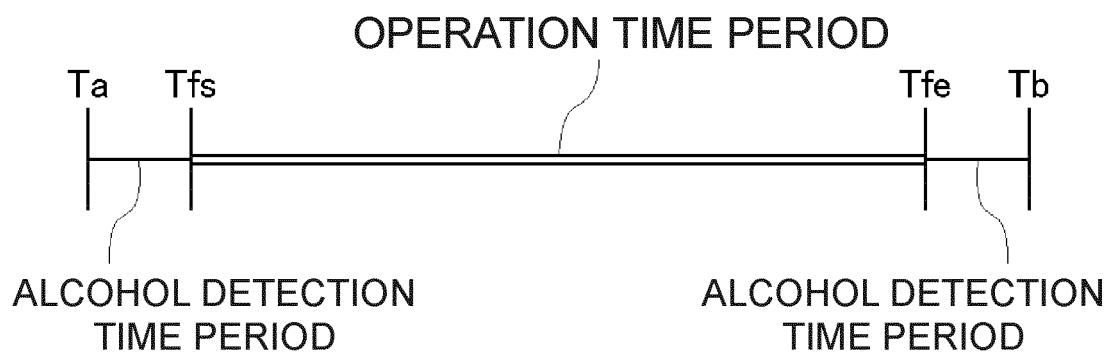 OPERATION TIME PERIOD
Ta Tfs Tfe Tb
ALCOHOL DETECTION
TIME PERIOD
ALCOHOL DETECTION
TIME PERIOD